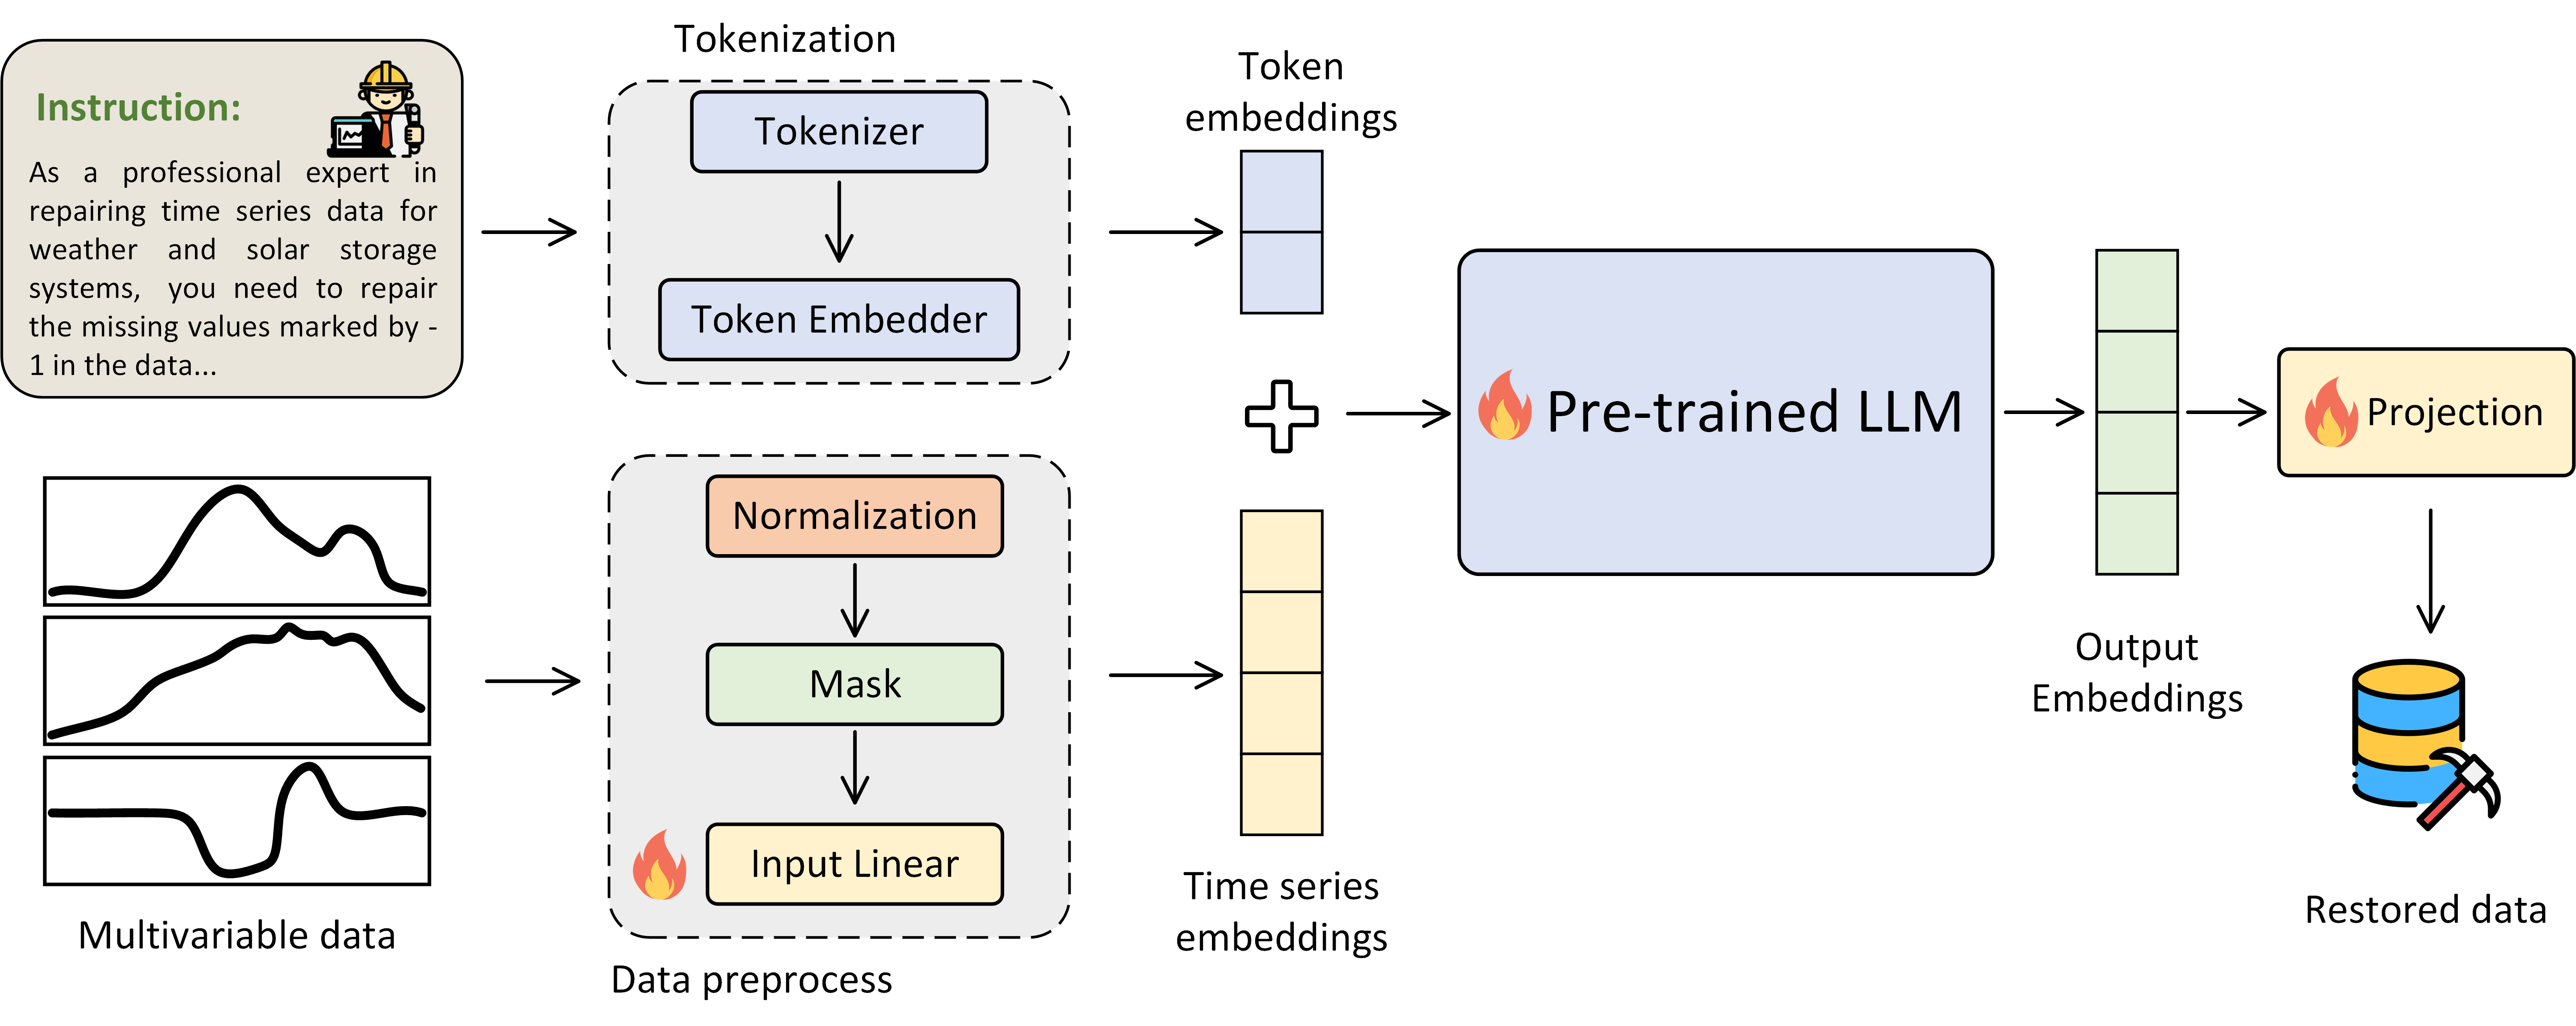 Instruction:
As a professional expert in
repairing time series data for
weather and solar storage
systems, you need to repair
the missing values marked by -
1 in the data...
Multivariable data
Tokenization
Tokenizer
Token Embedder
Normalization
Mask
Input Linear
Data preprocess
Token
embeddings
Time series
embeddings
Pre-trained LLM
Output
Embeddings
Projection
Restored data